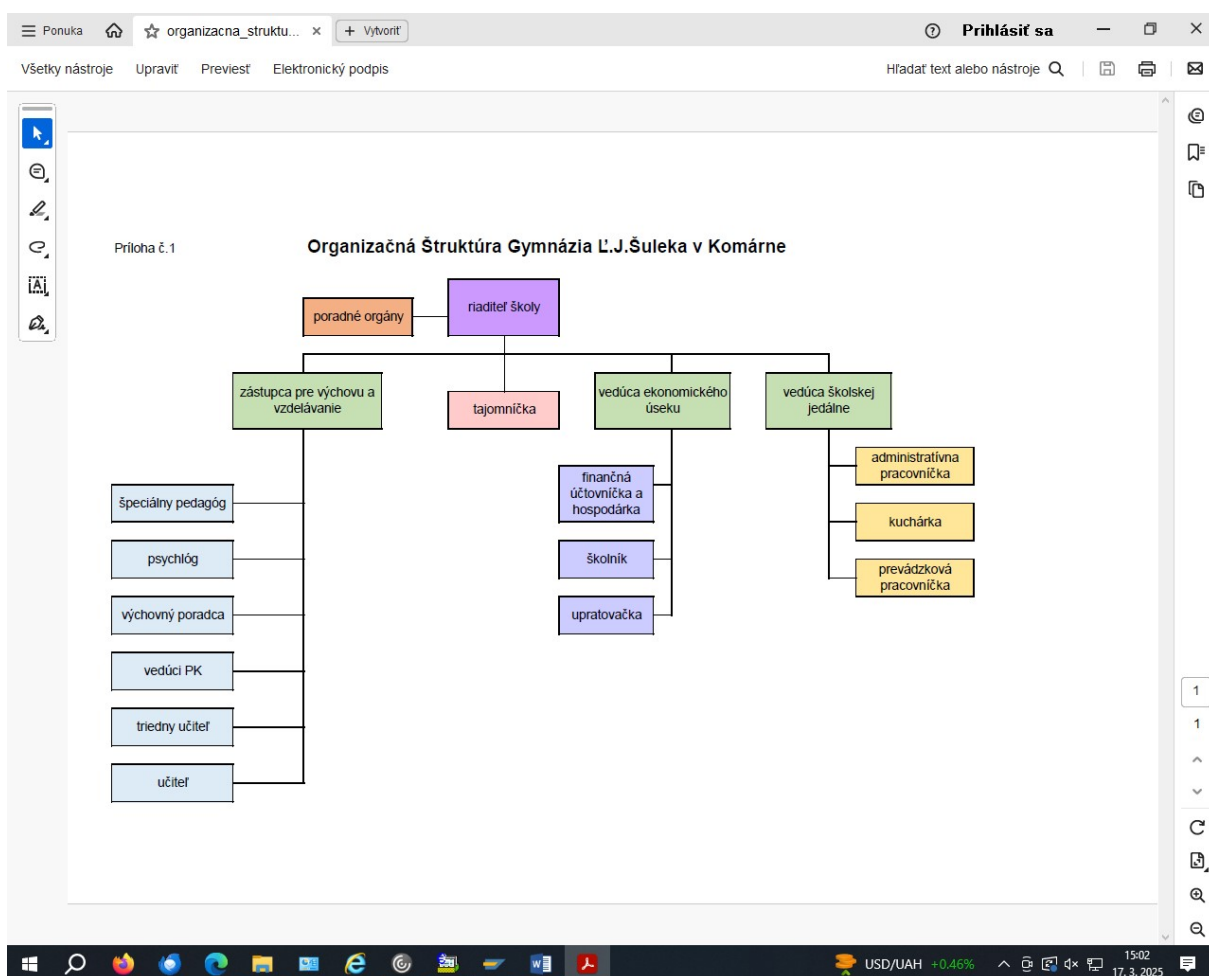 Ponuka
organizacna_struktu...
Vytvoriť
Prihlásiť sa
Všetky nástroje
Upraviť
Previesť
Elektronický podpis
Hľadať text alebo nástroje
Príloha č.1
Organizačná Štruktúra Gymnázia Ľ.J.Šuleka v Komárne
poradné orgány
riaditeľ školy
zástupca pre výchovu a
vzdelávanie
tajomníčka
vedúca ekonomického
úseku
vedúca školskej
jedálne
špeciálny pedagóg
psychlóg
výchovný poradca
vedúci PK
triedny učiteľ
učiteľ
finančná
účtovníčka a
hospodárka
školník
upratovačka
administratívna
pracovníčka
kuchárka
prevádzková
pracovníčka
1
1
USD/UAH +0.46%
15:02
17. 3. 2025